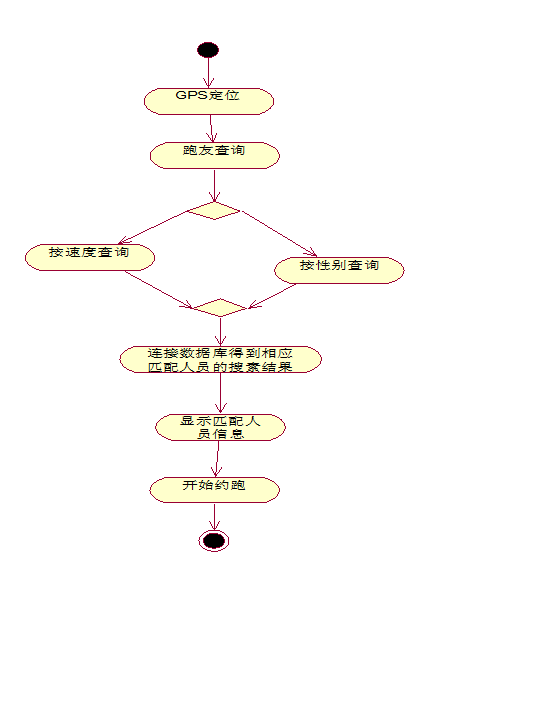 GPS定位
跑友查询
按速度查询
按性别查询
连接数据库得到相应
匹配人员的搜素结果
显示匹配人
员信息
开始约跑